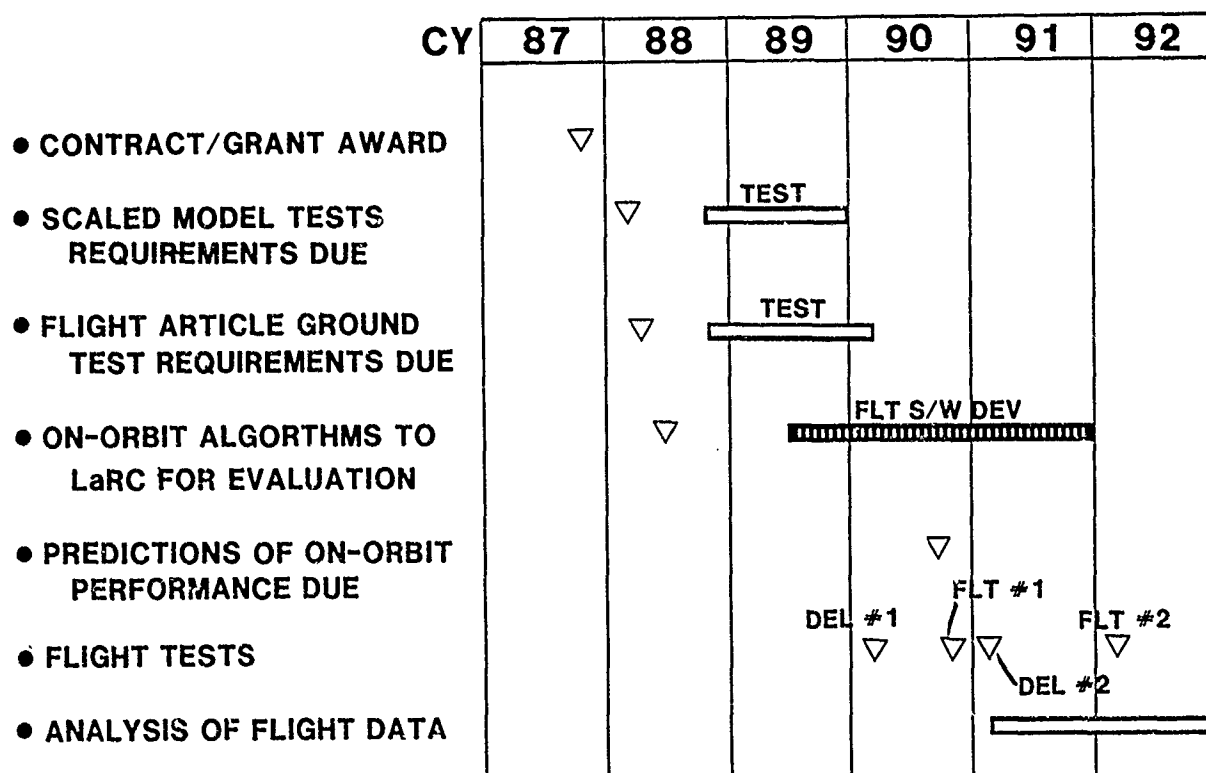 CY 87 88 89 90 91 92
● CONTRACT/GRANT AWARD
TEST
● SCALED MODEL TESTS
REQUIREMENTS DUE
TEST
● FLIGHT ARTICLE GROUND
TEST REQUIREMENTS DUE
FLT S/W DEV
● ON-ORBIT ALGORTHMS TO
LaRC FOR EVALUATION
● PREDICTIONS OF ON-ORBIT
PERFORMANCE DUE
FLT #1
DEL #1
FLT #2
● FLIGHT TESTS
DEL #2
● ANALYSIS OF FLIGHT DATA